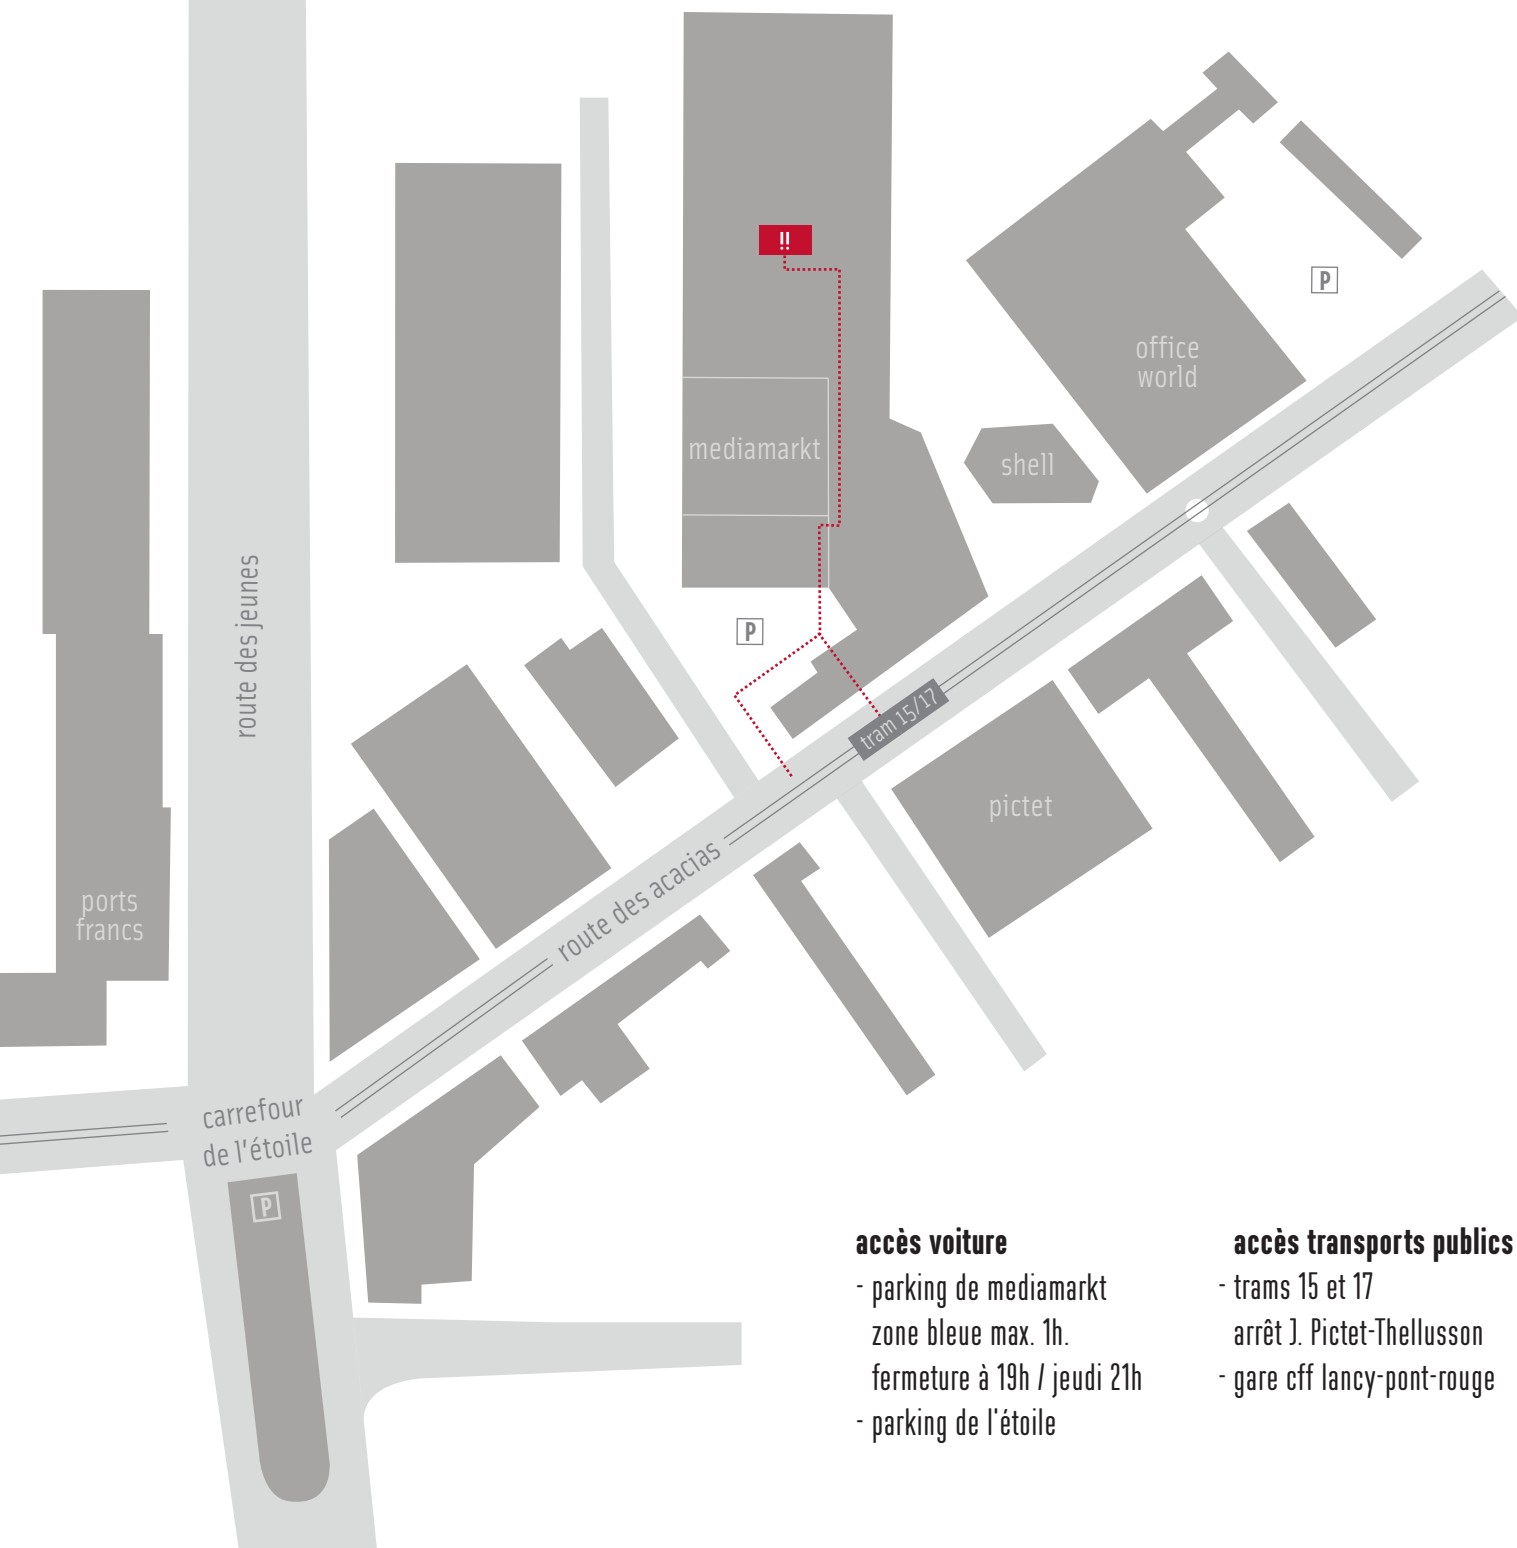 !!
P
office
world
mediamarkt
shell
route des jeunes
P
tram 15/17
pictet
route des acacias
ports
francs
carrefour
de l'étoile
P
accès voiture
- parking de mediamarkt
zone bleue max. 1h.
fermeture à 19h / jeudi 21h
- parking de l'étoile
accès transports publics
- trams 15 et 17
arrêt J. Pictet-Thellusson
- gare cff lancy-pont-rouge